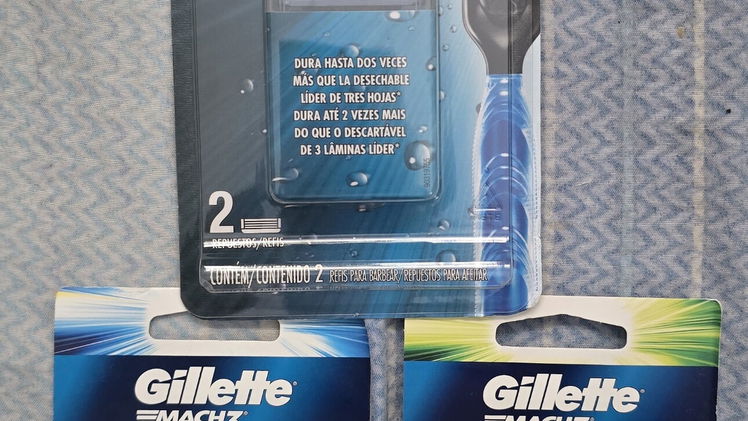 DURA HASTA DOS VECES
MÁS QUE LA DESECHABLE
LÍDER DE TRES HOJAS*
DURA ATÉ 2 VEZES MAIS
DO QUE O DESCARTÁVEL
DE 3 LÂMINAS LÍDER*
2
REPUESTOS/REFIS
CONTÉM/CONTENIDO 2 REFIS PARA BARBEAR/REPUESTOS PARA AFEITAR
Gillette
MACH3
Gillette
MACH3